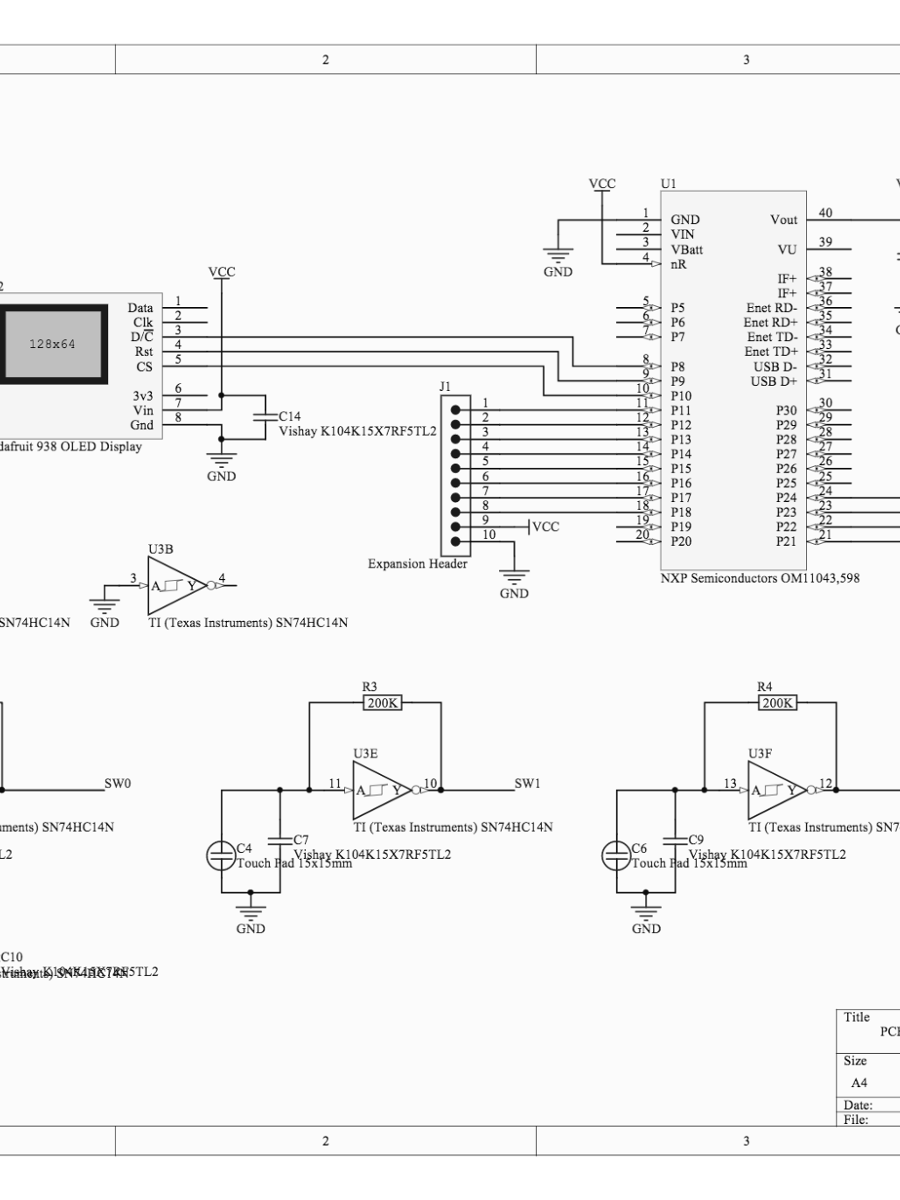 2 3
VCC U1
1 GND Vout 40
2 VIN
3 VBatt VU 39
4 nR
GND
IF+ 38
IF+ 37
5 P5 Enet RD- 36
6 P6 Enet RD+ 35
7 P7 Enet TD- 34
Enet TD+ 33
8 P8 USB D- 32
9 P9 USB D+ 31
10 P10
11 P11 P30 30
12 P12 P29 29
13 P13 P28 28
14 P14 P27 27
15 P15 P26 26
16 P16 P25 25
17 P17 P24 24
18 P18 P23 23
19 P19 P22 22
20 P20 P21 21
NXP Semiconductors OM11043,598
VCC
2
128x64
Data 1
Clk 2
D/C 3
Rst 4
CS 5
3v3 6
Vin 7
Gnd 8
dafruit 938 OLED Display
C14
Vishay K104K15X7RF5TL2
GND
J1
1
2
3
4
5
6
7
8
9 VCC
10
Expansion Header
GND
U3B
3 A Y 4
SN74HC14N GND TI (Texas Instruments) SN74HC14N
R3
200K
U3E
SW0 11 A Y 10 SW1
uments) SN74HC14N TI (Texas Instruments) SN74HC14N
L2
C4 C7
Vishay K104K15X7RF5TL2
Touch Pad 15x15mm
GND
R4
200K
U3F
13 A Y 12
TI (Texas Instruments) SN7
C6 C9
Vishay K104K15X7RF5TL2
Touch Pad 15x15mm
GND
C10
Vishay K104K15X7RF5TL2
struments) SN74HC14N
Title
PC
Size
A4
Date:
File:
2 3